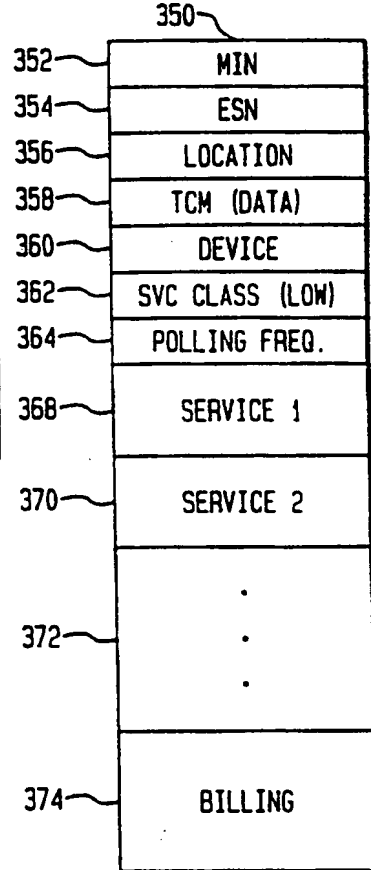 350
352 MIN
354 ESN
356 LOCATION
358 TCM (DATA)
360 DEVICE
362 SVC CLASS (LOW)
364 POLLING FREQ.
368 SERVICE 1
370 SERVICE 2
372 . . .
374 BILLING